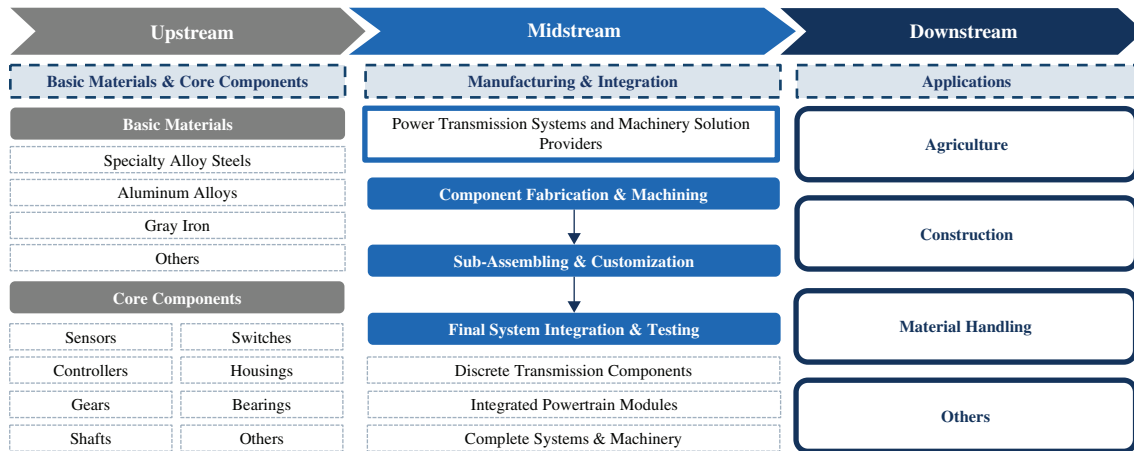 Upstream
Midstream
Downstream
Basic Materials & Core Components
Manufacturing & Integration
Applications
Basic Materials
Specialty Alloy Steels
Aluminum Alloys
Gray Iron
Others
Core Components
Sensors
Switches
Controllers
Housings
Gears
Bearings
Shafts
Others
Power Transmission Systems and Machinery Solution
Providers
Component Fabrication & Machining
Sub-Assembling & Customization
Final System Integration & Testing
Discrete Transmission Components
Integrated Powertrain Modules
Complete Systems & Machinery
Agriculture
Construction
Material Handling
Others